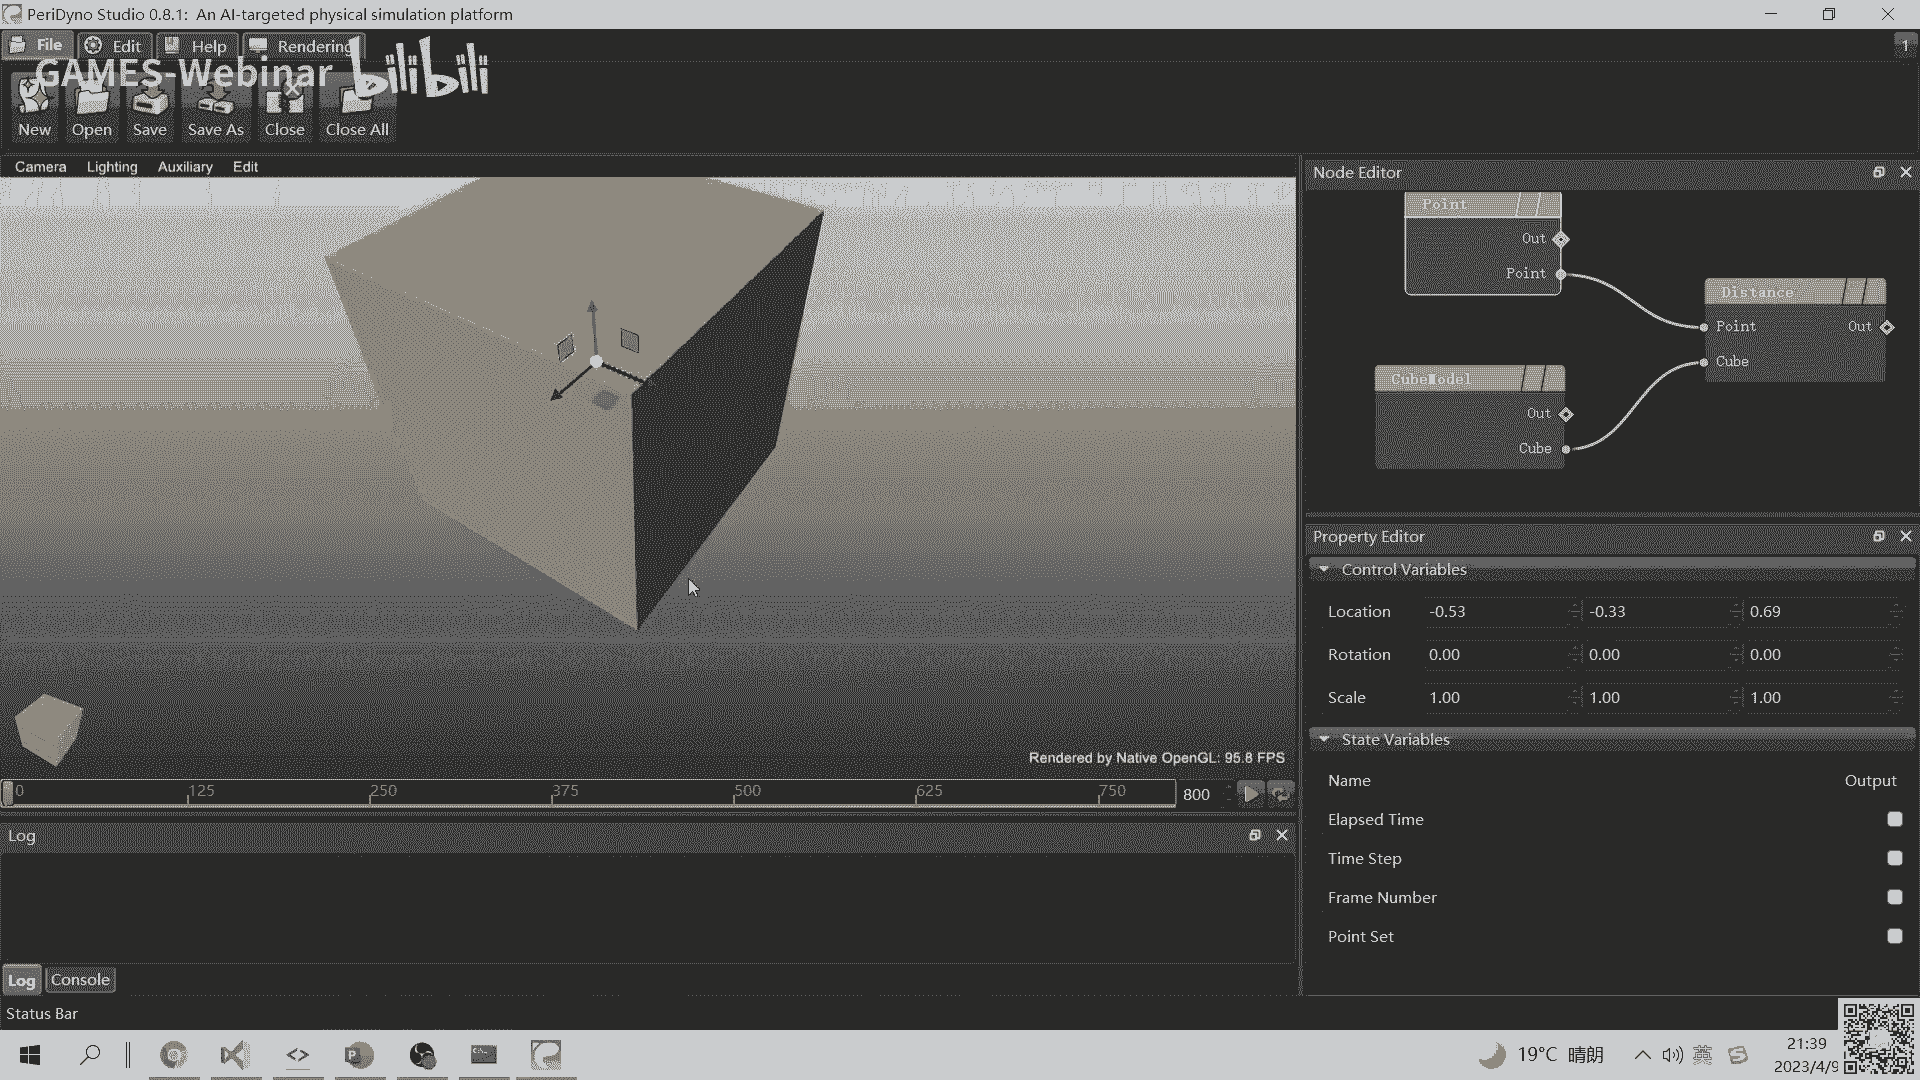 PeriDyno Studio 0.8.1: An AI-targeted physical simulation platform
File Edit Help Rendering 1
GAMES-Webinar bilibili
New Open Save Save As Close Close All
Camera Lighting Auxiliary Edit
Node Editor
Point
Out
Point
Distance
Point Out
Cube
CubeModel
Out
Cube
Property Editor
Control Variables
Location -0.53 -0.33 0.69
Rotation 0.00 0.00 0.00
Scale 1.00 1.00 1.00
State Variables
Name Output
Elapsed Time
Time Step
Frame Number
Point Set
Rendered by Native OpenGL: 95.8 FPS
0 125 250 375 500 625 750 800
Log
Log Console
Status Bar
19°C 晴朗 英 21:39
2023/4/9